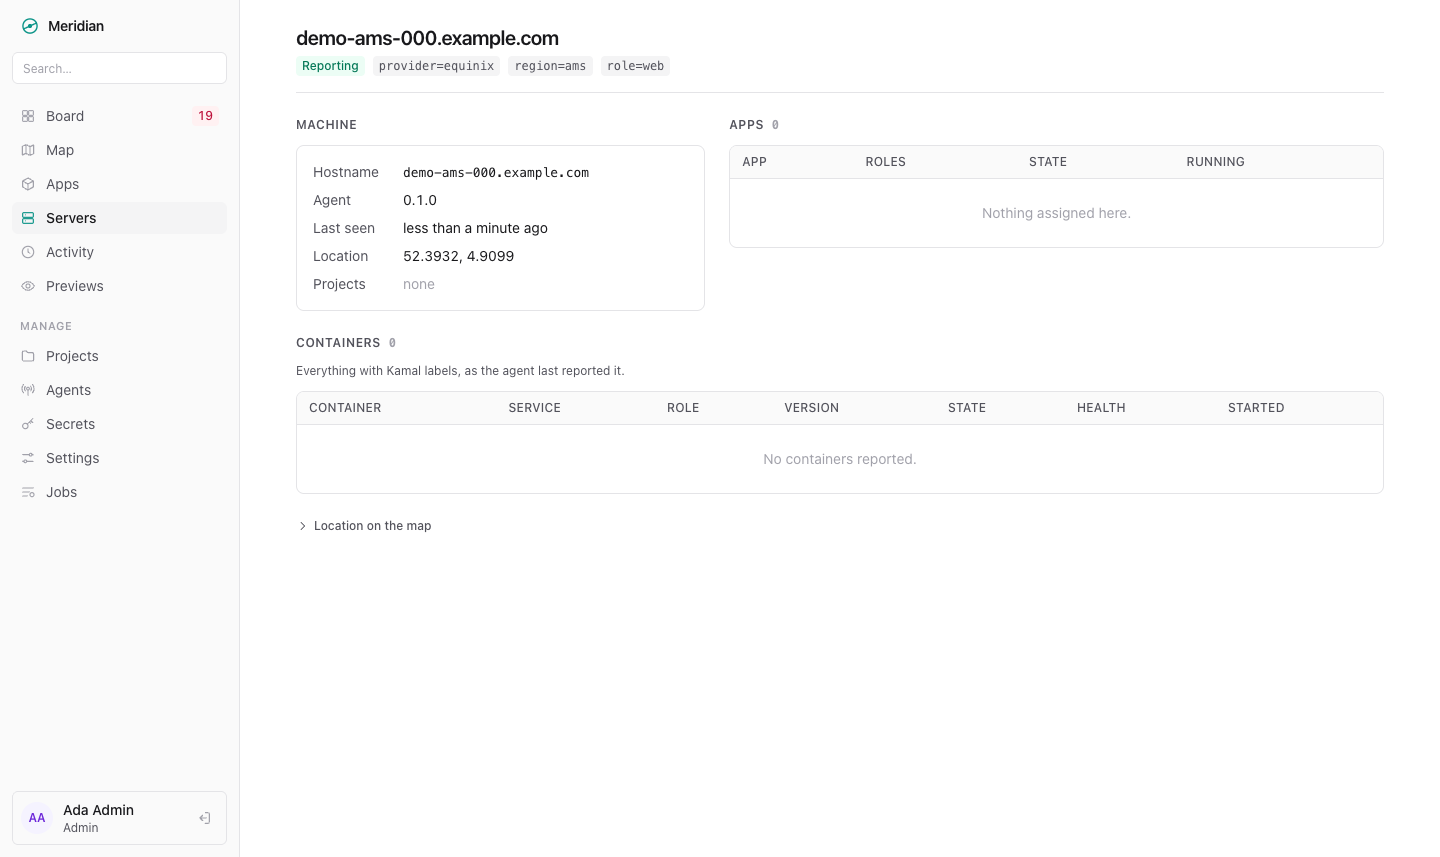 Meridian
Search...
Board 19
Map
Apps
Servers
Activity
Previews
MANAGE
Projects
Agents
Secrets
Settings
Jobs
AA Ada Admin
Admin
demo-ams-000.example.com
Reporting provider=equinix region=ams role=web
MACHINE
Hostname demo-ams-000.example.com
Agent 0.1.0
Last seen less than a minute ago
Location 52.3932, 4.9099
Projects none
APPS 0
APP ROLES STATE RUNNING
Nothing assigned here.
CONTAINERS 0
Everything with Kamal labels, as the agent last reported it.
CONTAINER SERVICE ROLE VERSION STATE HEALTH STARTED
No containers reported.
Location on the map